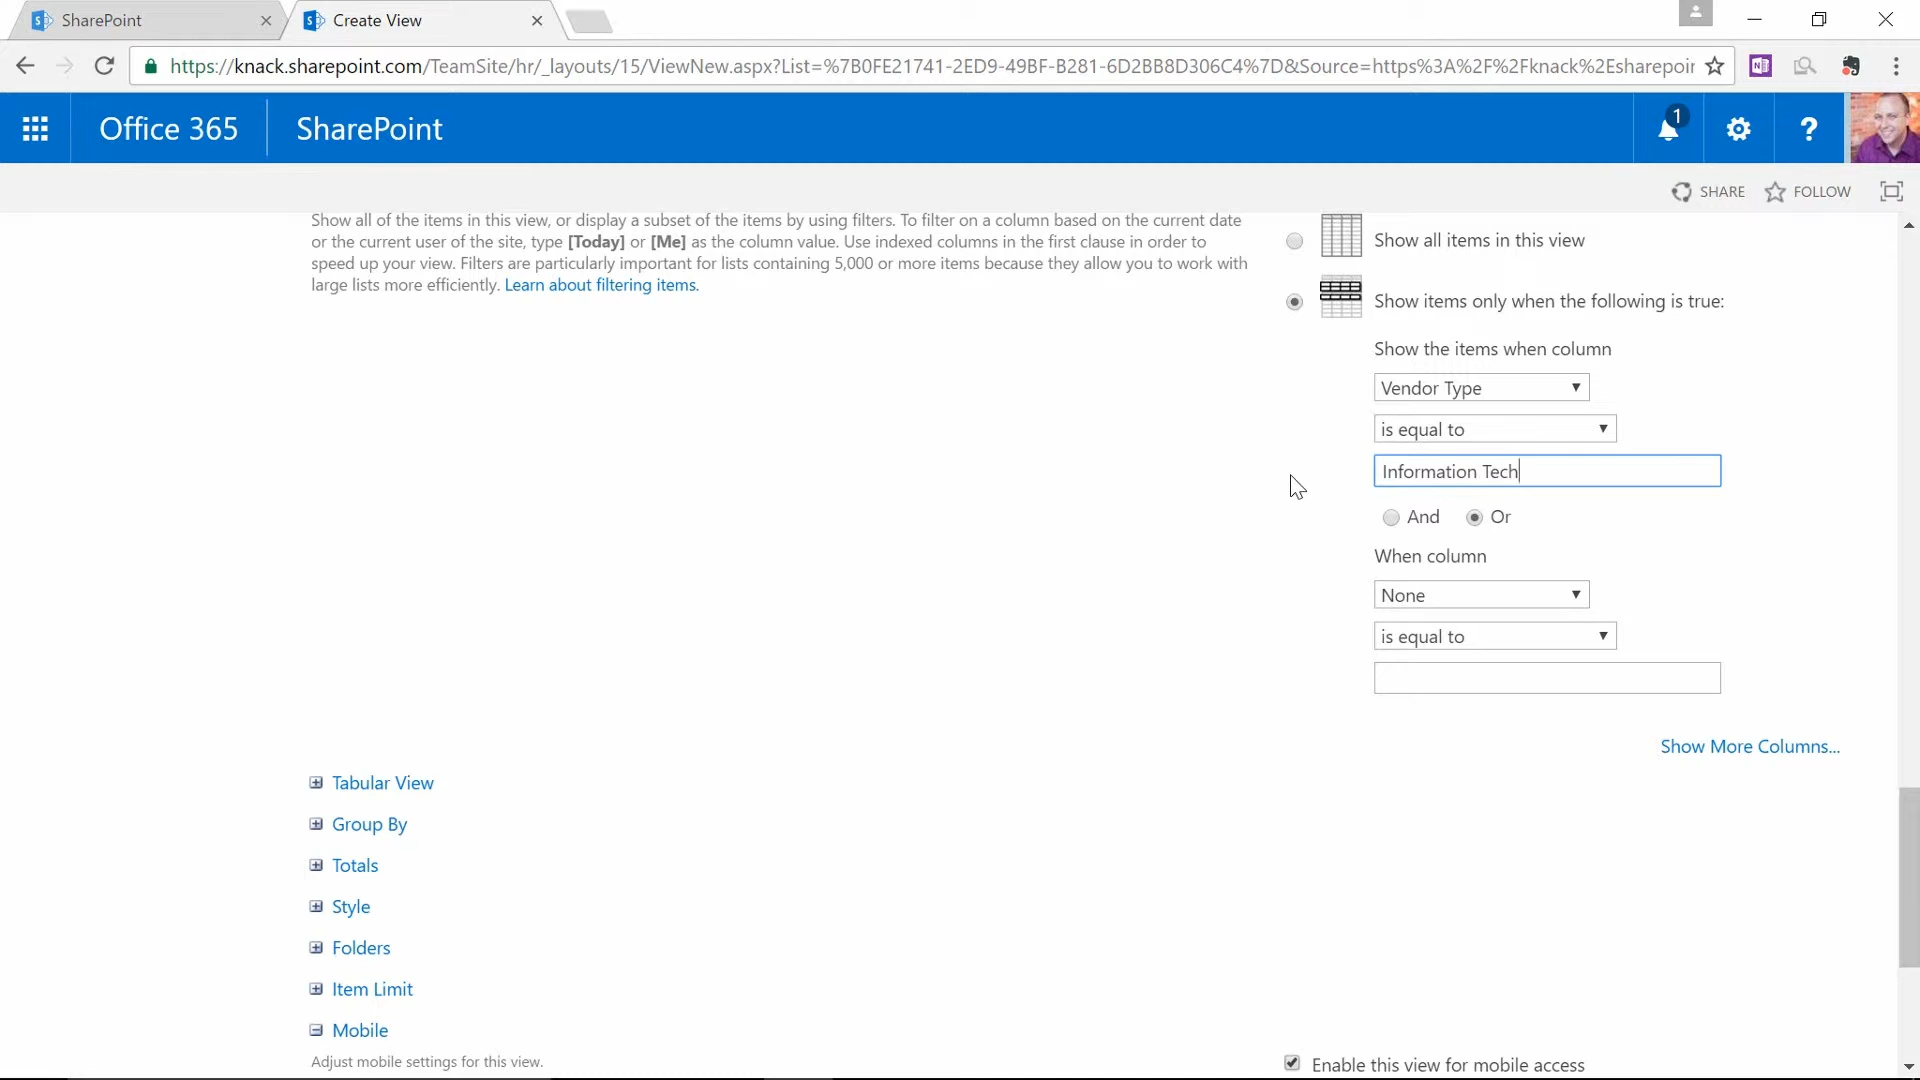 SharePoint
Create View
https://knack.sharepoint.com/TeamSite/hr/_layouts/15/ViewNew.aspx?List=%7B0FE21741-2ED9-49BF-B281-6D2BB8D306C4%7D&Source=https%3A%2F%2Fknack%2Esharepoi
Office 365
SharePoint
1
?
SHARE
FOLLOW
Show all of the items in this view, or display a subset of the items by using filters. To filter on a column based on the current date
or the current user of the site, type [Today] or [Me] as the column value. Use indexed columns in the first clause in order to
speed up your view. Filters are particularly important for lists containing 5,000 or more items because they allow you to work with
large lists more efficiently. Learn about filtering items.
Show all items in this view
Show items only when the following is true:
Show the items when column
Vendor Type
is equal to
Information Tech
And
Or
When column
None
is equal to
Show More Columns...
Tabular View
Group By
Totals
Style
Folders
Item Limit
Mobile
Adjust mobile settings for this view.
Enable this view for mobile access